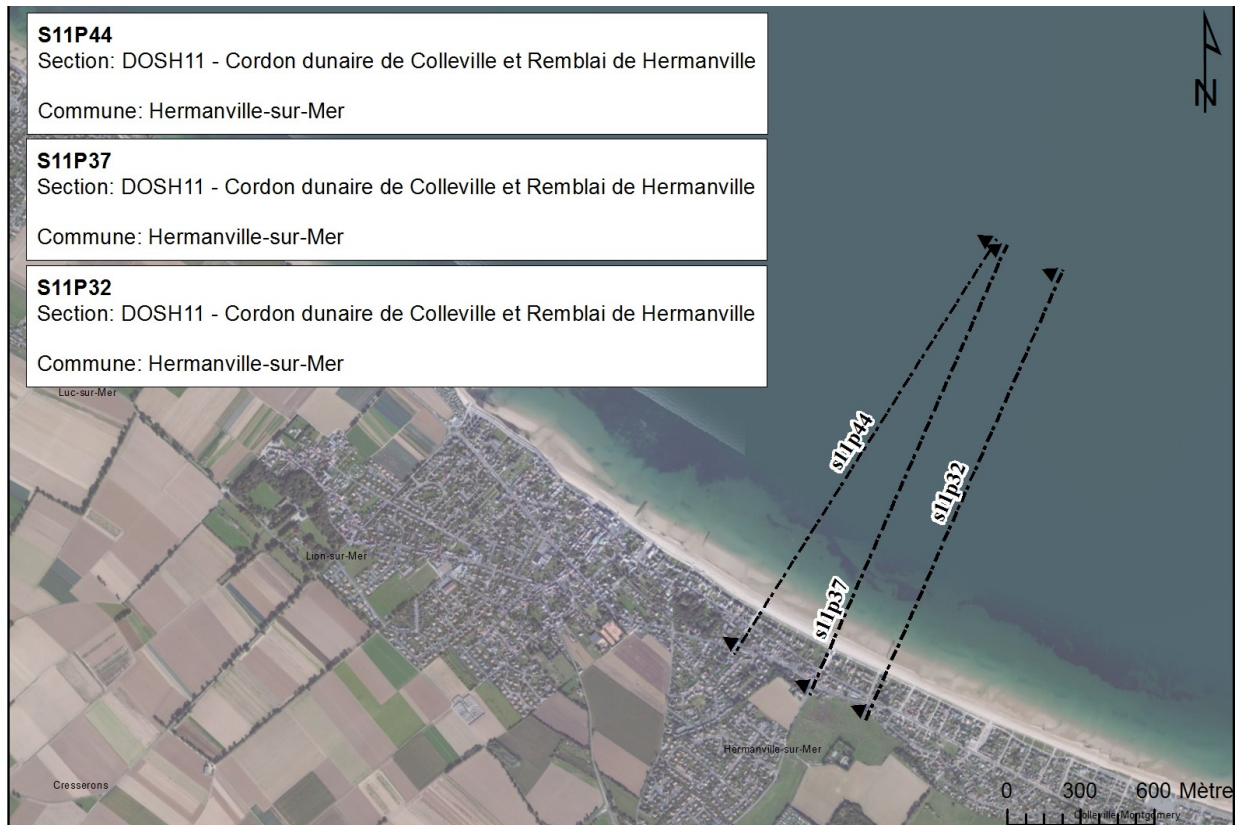 S11P44
Section: DOSH11 - Cordon dunaire de Colleville et Remblai de Hermanville
Commune: Hermanville-sur-Mer
S11P37
Section: DOSH11 - Cordon dunaire de Colleville et Remblai de Hermanville
Commune: Hermanville-sur-Mer
S11P32
Section: DOSH11 - Cordon dunaire de Colleville et Remblai de Hermanville
Commune: Hermanville-sur-Mer
N
Luc-sur-Mer
s11p44
s11p32
Lion-sur-Mer
s11p37
Hermanville-sur-Mer
Cresserons
0 300 600 Mètre
Colleville-Montgomery